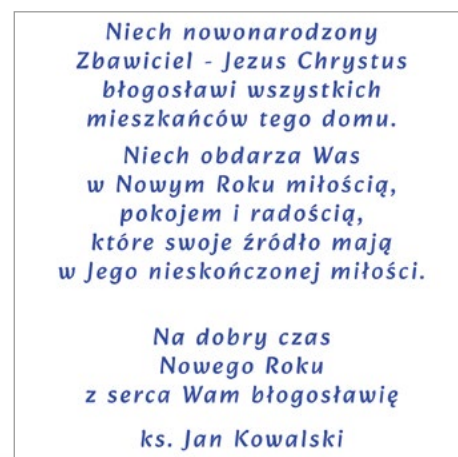 Niech nowonarodzony
Zbawiciel - Jezus Chrystus
błogosławi wszystkich
mieszkańców tego domu.
Niech obdarza Was
w Nowym Roku miłością,
pokojem i radością,
które swoje źródło mają
w Jego nieskończonej miłości.
Na dobry czas
Nowego Roku
z serca Wam błogosławię
ks. Jan Kowalski